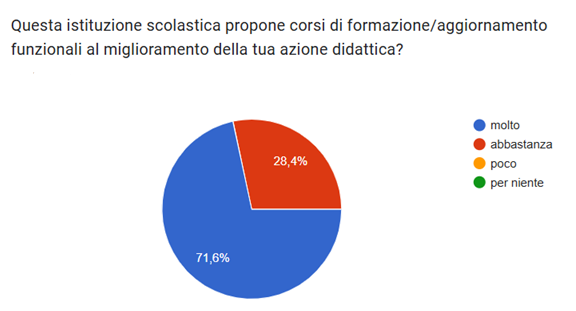 Questa istituzione scolastica propone corsi di formazione/aggiornamento
funzionali al miglioramento della tua azione didattica?
molto
abbastanza
poco
per niente
28,4%
71,6%